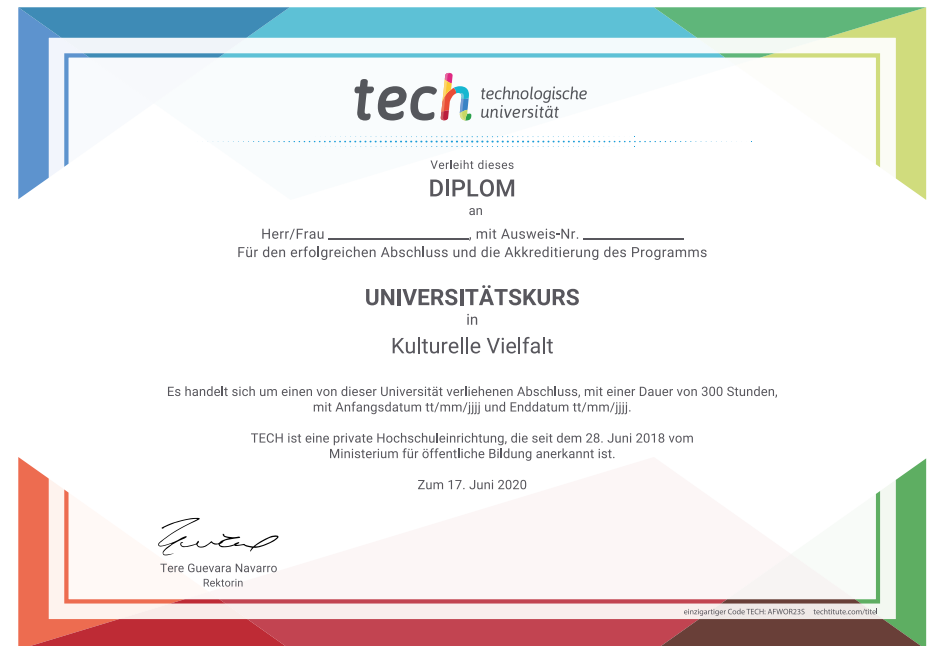 tech technologische
universität
Verleiht dieses
DIPLOM
an
Herr/Frau ____________, mit Ausweis-Nr. ____________
Für den erfolgreichen Abschluss und die Akkreditierung des Programms
UNIVERSITÄTSKURS
in
Kulturelle Vielfalt
Es handelt sich um einen von dieser Universität verliehenen Abschluss, mit einer Dauer von 300 Stunden,
mit Anfangsdatum tt/mm/jjjj und Enddatum tt/mm/jjjj.
TECH ist eine private Hochschuleinrichtung, die seit dem 28. Juni 2018 vom
Ministerium für öffentliche Bildung anerkannt ist.
Zum 17. Juni 2020
Tere Guevara Navarro
Rektorin
einzigartiger Code TECH: AFWOR235 techtitute.com/titel